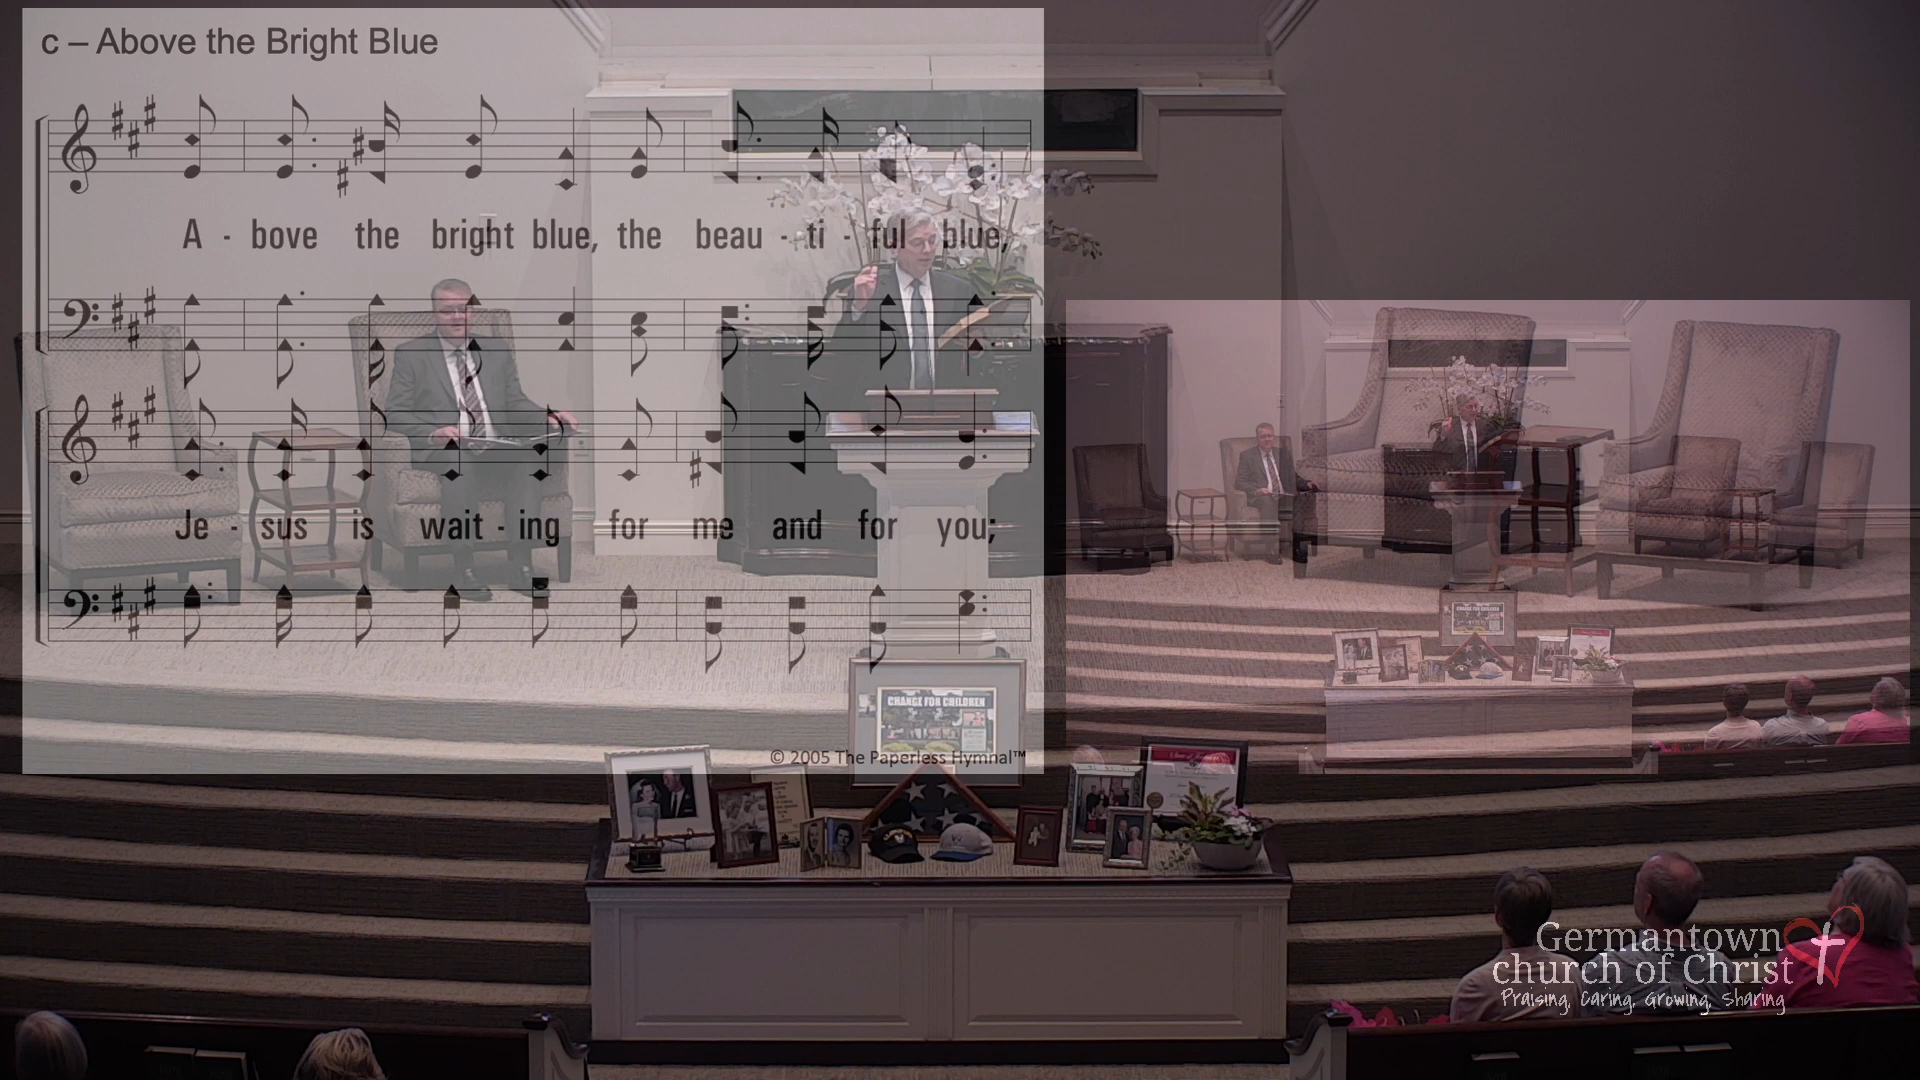 c – Above the Bright Blue
A - bove the bright blue, the beau - ti - ful blue,
Je - sus is wait - ing for me and for you;
CHANGE FOR CHILDREN
© 2005 The Paperless Hymnal™
Germantown
church of Christ
Praising, Caring, Growing, Sharing